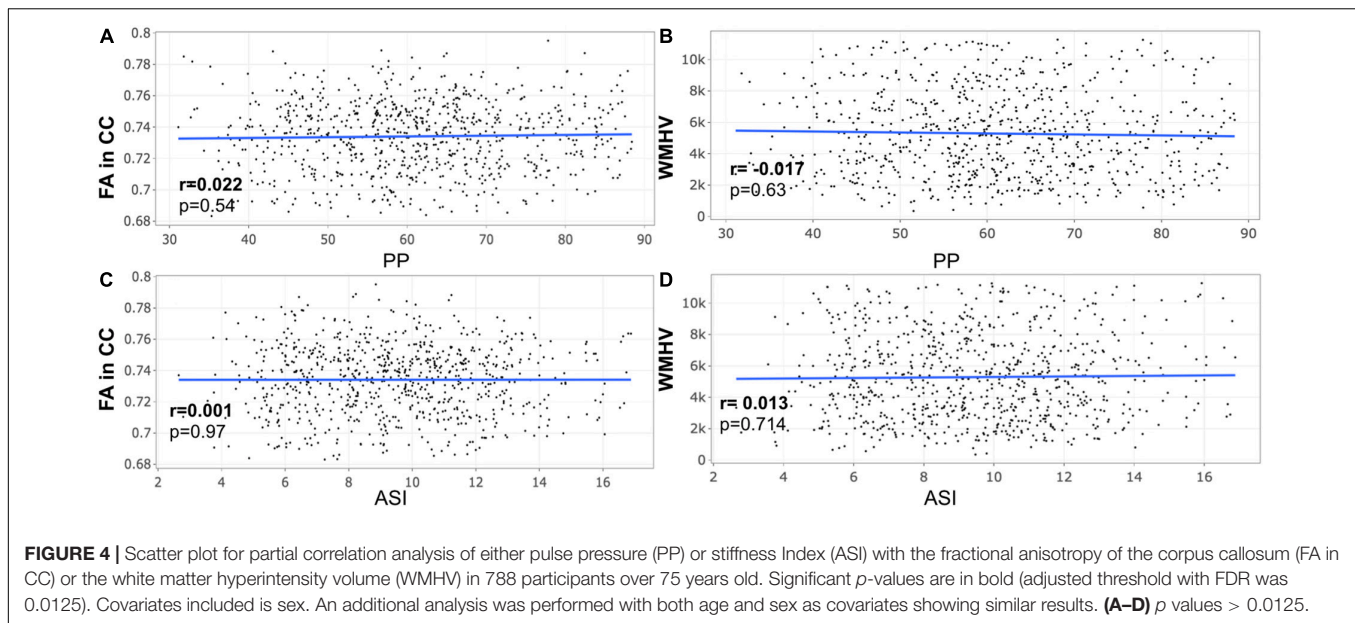 A
FA in CC
0.8
0.78
0.76
0.74
0.72
0.7
0.68
r=0.022
p=0.54
30 40 50 60 70 80 90
PP
B
WMHV
10k
8k
6k
4k
2k
0
r= -0.017
p=0.63
30 40 50 60 70 80 90
PP
C
FA in CC
0.8
0.78
0.76
0.74
0.72
0.7
0.68
r=0.001
p=0.97
2 4 6 8 10 12 14 16
ASI
D
WMHV
10k
8k
6k
4k
2k
0
r= 0.013
p=0.714
2 4 6 8 10 12 14 16
ASI
FIGURE 4 | Scatter plot for partial correlation analysis of either pulse pressure (PP) or stiffness Index (ASI) with the fractional anisotropy of the corpus callosum (FA in
CC) or the white matter hyperintensity volume (WMHV) in 788 participants over 75 years old. Significant p-values are in bold (adjusted threshold with FDR was
0.0125). Covariates included is sex. An additional analysis was performed with both age and sex as covariates showing similar results. (A–D) p values > 0.0125.